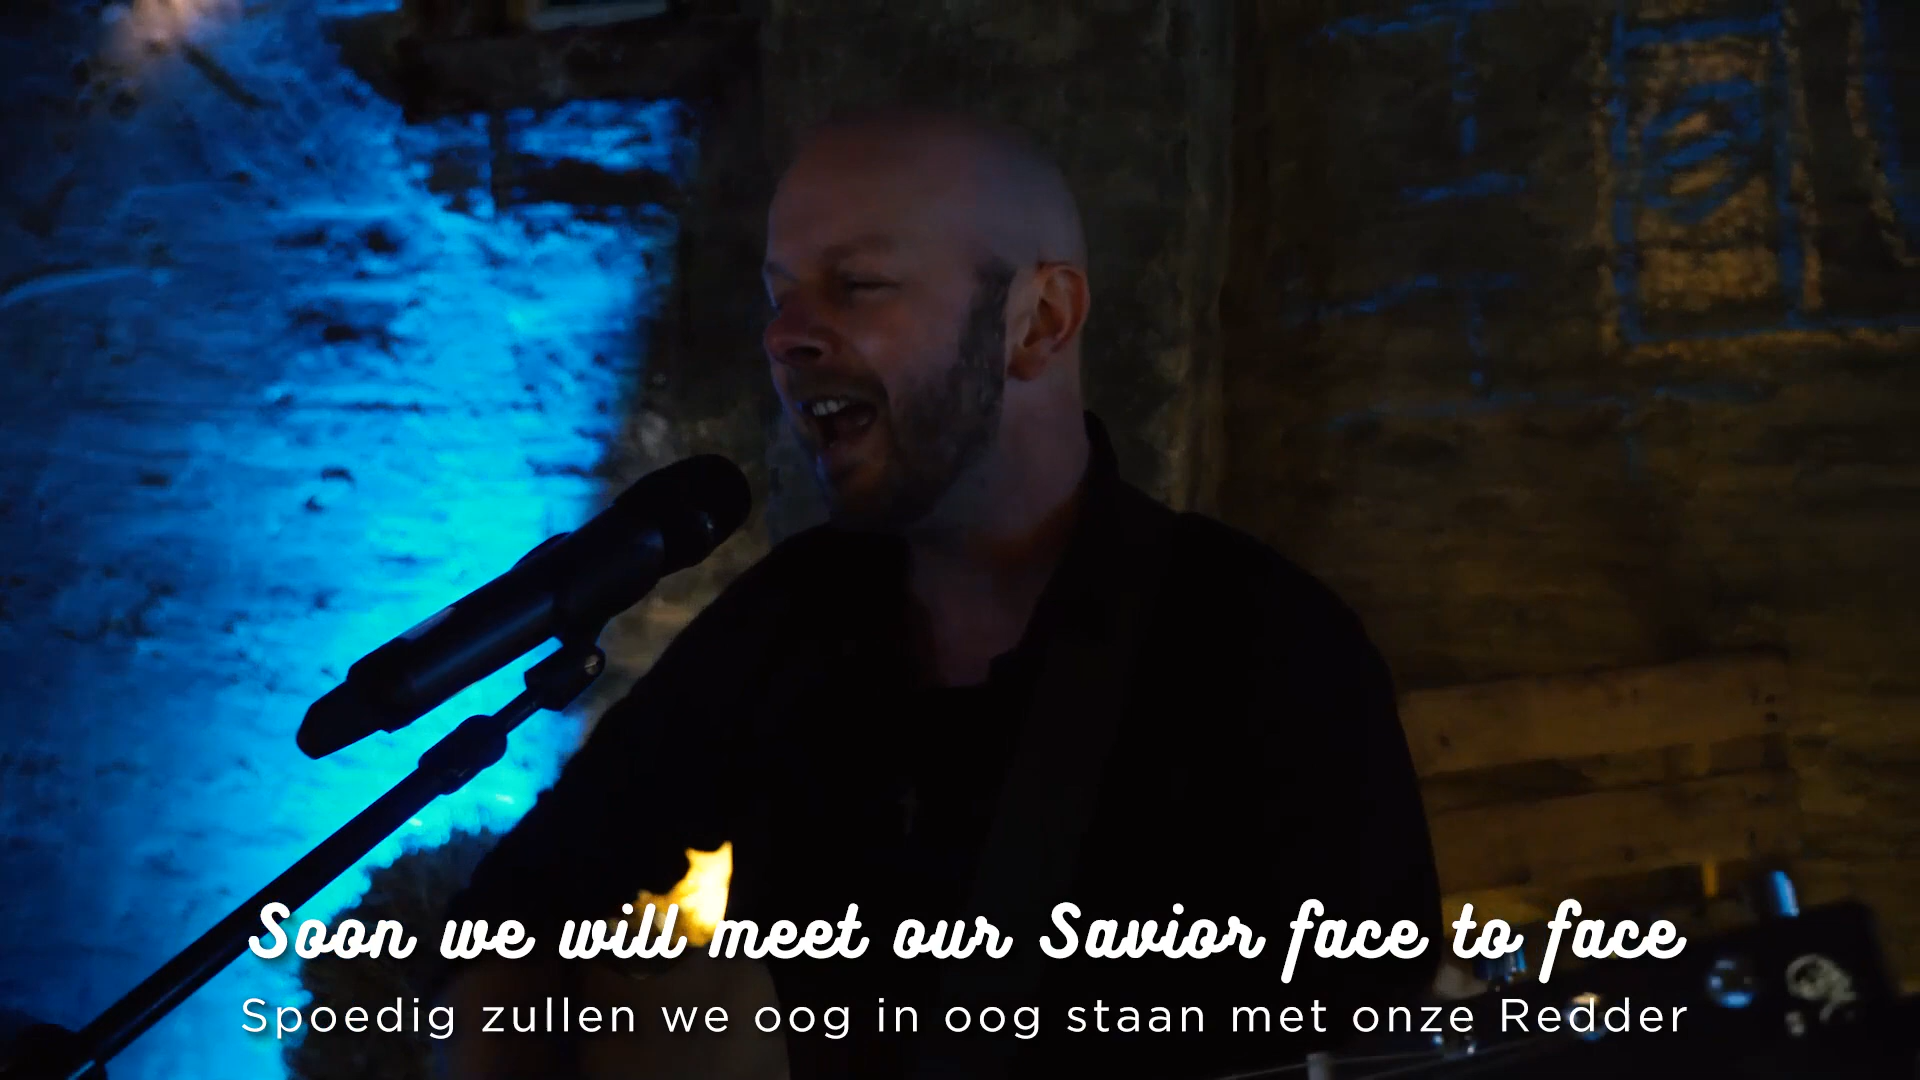 Soon we will meet our Savior face to face
Spoedig zullen we oog in oog staan met onze Redder